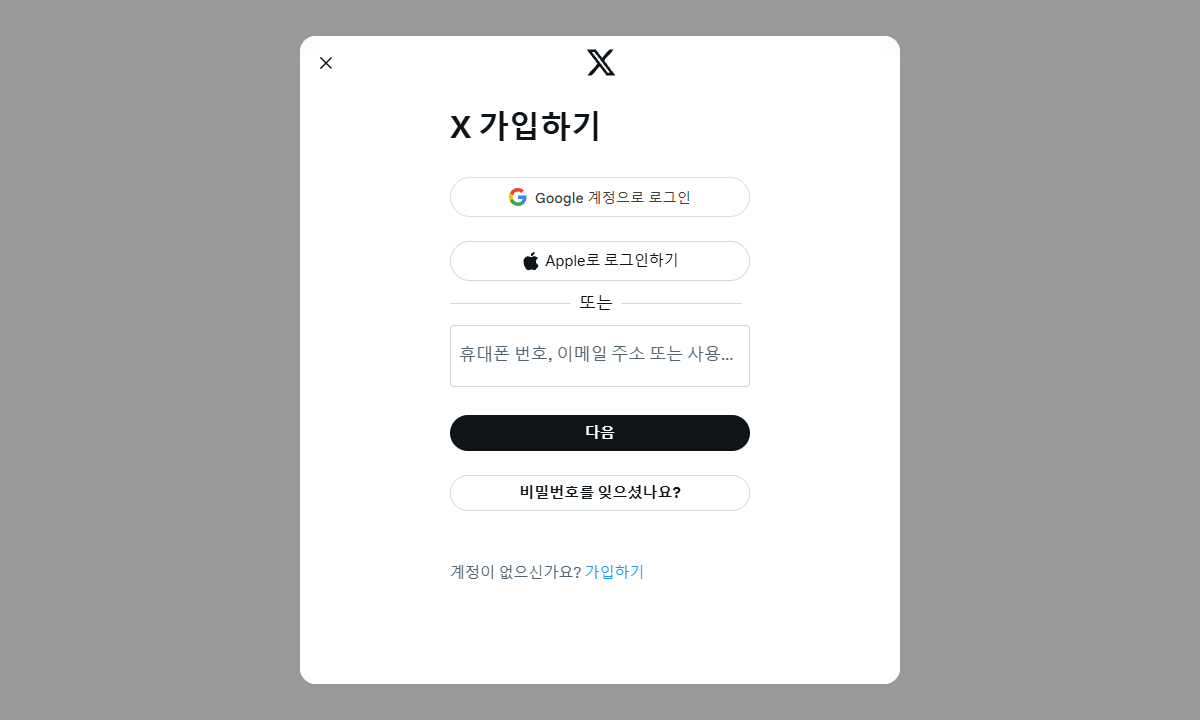 X 가입하기
Google 계정으로 로그인
Apple로 로그인하기
또는
휴대폰 번호, 이메일 주소 또는 사용...
다음
비밀번호를 잊으셨나요?
계정이 없으신가요? 가입하기